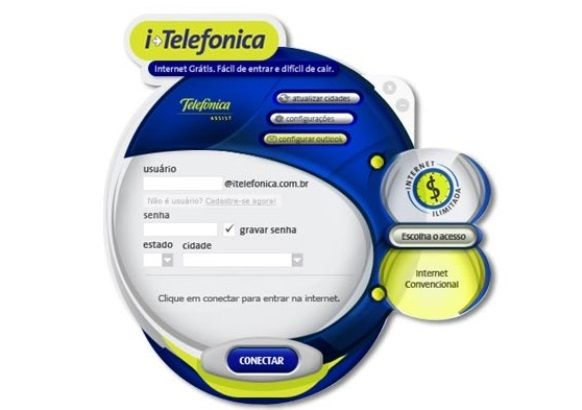 i-Telefonica
Internet Grátis. Fácil de entrar e difícil de cair.
Telefónica
ASSIST
atualizar cidades
configurações
configurar outlook
usuário
@itelefonica.com.br
Não é usuário? Cadastre-se agora!
senha
gravar senha
estado cidade
Clique em conectar para entrar na internet.
CONECTAR
INTERNET
ILIMITADA
Escolha o acesso
Internet
Convencional